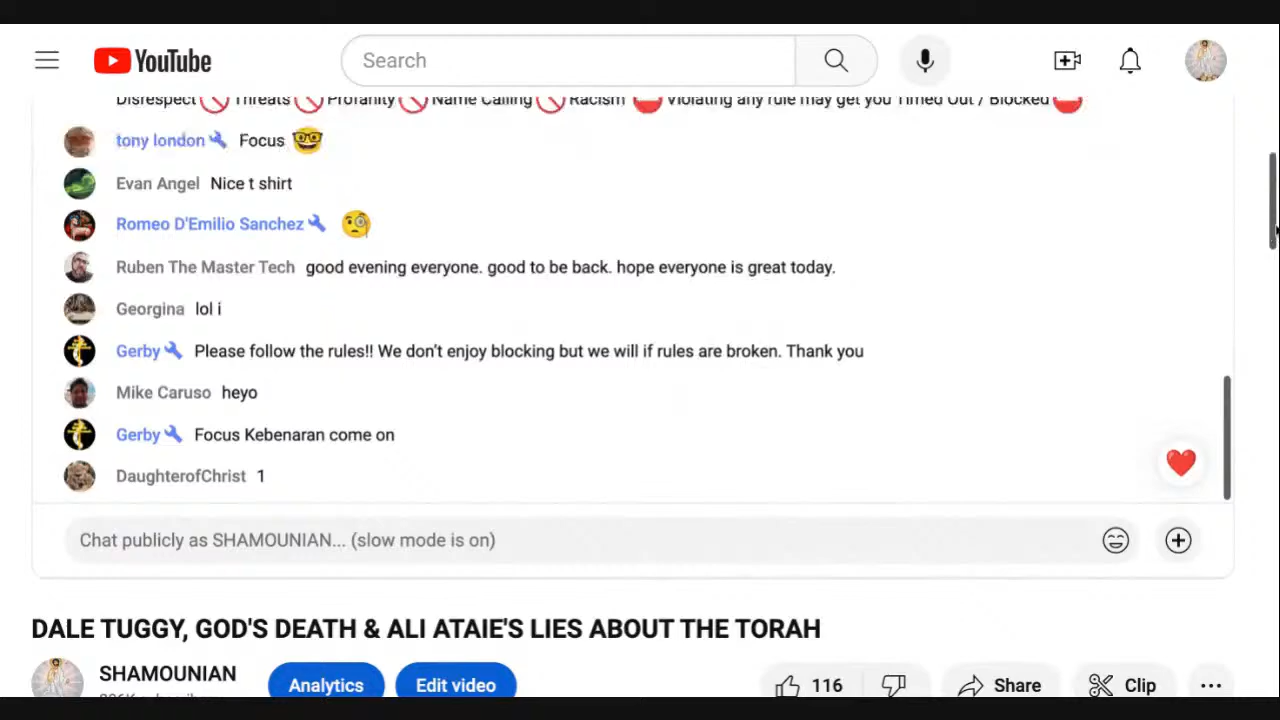 YouTube
Search
Disrespect🚫Threats🚫Profanity🚫Name Calling🚫Racism ⛔Violating any rule may get you Timed Out / Blocked⛔
tony london Focus 🤓
Evan Angel Nice t shirt
Romeo D'Emilio Sanchez 🧐
Ruben The Master Tech good evening everyone. good to be back. hope everyone is great today.
Georgina lol i
Gerby Please follow the rules!! We don't enjoy blocking but we will if rules are broken. Thank you
Mike Caruso heyo
Gerby Focus Kebenaran come on
DaughterofChrist 1
Chat publicly as SHAMOUNIAN... (slow mode is on)
DALE TUGGY, GOD'S DEATH & ALI ATAIE'S LIES ABOUT THE TORAH
SHAMOUNIAN
Analytics
Edit video
116
Share
Clip